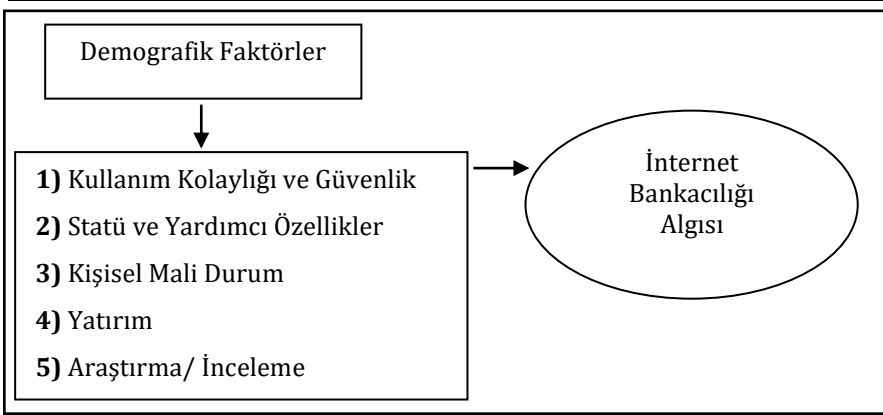 Demografik Faktörler
1) Kullanım Kolaylığı ve Güvenlik
2) Statü ve Yardımcı Özellikler
3) Kişisel Mali Durum
4) Yatırım
5) Araştırma/ İnceleme
İnternet
Bankacılığı
Algısı